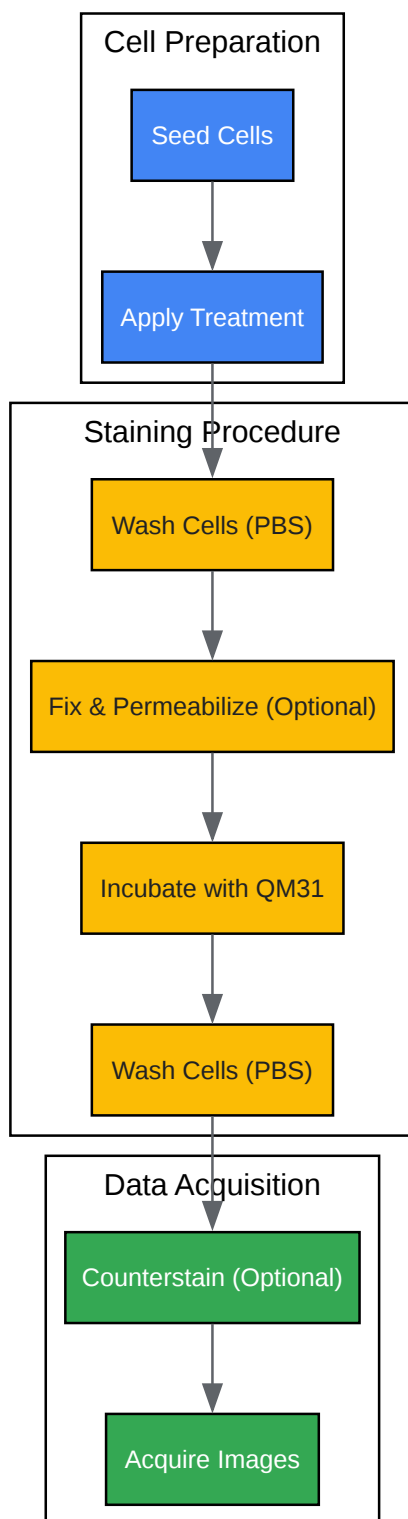 Cell Preparation
Seed Cells
Apply Treatment
Staining Procedure
Wash Cells (PBS)
Fix & Permeabilize (Optional)
Incubate with QM31
Wash Cells (PBS)
Data Acquisition
Counterstain (Optional)
Acquire Images